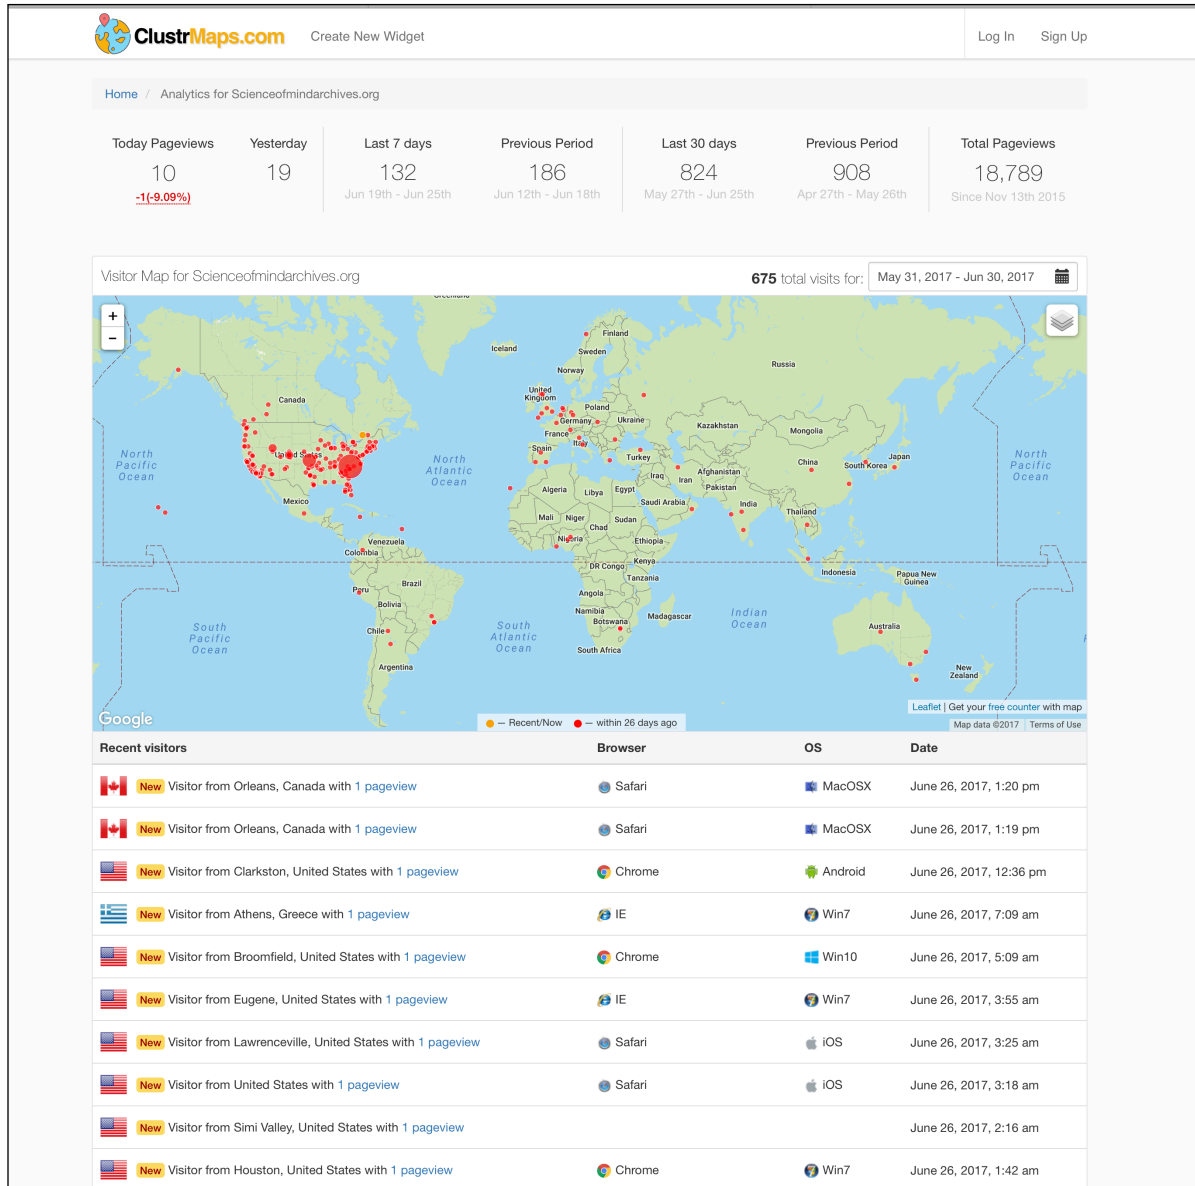 ClustrMaps.com Create New Widget Log In Sign Up
Home / Analytics for Scienceofmindarchives.org
Today Pageviews Yesterday Last 7 days Previous Period Last 30 days Previous Period Total Pageviews
10 19 132 186 824 908 18,789
-1(-9.09%) Jun 19th - Jun 25th Jun 12th - Jun 18th May 27th - Jun 25th Apr 27th - May 26th Since Nov 13th 2015
Visitor Map for Scienceofmindarchives.org 675 total visits for: May 31, 2017 - Jun 30, 2017
+
−
Greenland
Iceland
Finland
Sweden
Norway
Russia
United
Kingdom
Canada
Poland
Germany
Ukraine
France
Italy
Kazakhstan
Mongolia
Spain
United States
Turkey
North
Pacific
Ocean
North
Atlantic
Ocean
China
South Korea
Japan
North
Pacific
Ocean
Iraq
Iran
Afghanistan
Pakistan
Mexico
Algeria
Libya
Egypt
Saudi Arabia
India
Thailand
Mali
Niger
Chad
Sudan
Nigeria
Ethiopia
Venezuela
Colombia
DR Congo
Kenya
Tanzania
Indonesia
Papua New
Guinea
Peru
Brazil
Bolivia
Angola
Namibia
Botswana
Madagascar
South
Pacific
Ocean
South
Atlantic
Ocean
Indian
Ocean
Chile
Australia
South Africa
Argentina
New
Zealand
Google
— Recent/Now — within 26 days ago
Leaflet | Get your free counter with map
Map data ©2017 Terms of Use
Recent visitors Browser OS Date
New Visitor from Orleans, Canada with 1 pageview Safari MacOSX June 26, 2017, 1:20 pm
New Visitor from Orleans, Canada with 1 pageview Safari MacOSX June 26, 2017, 1:19 pm
New Visitor from Clarkston, United States with 1 pageview Chrome Android June 26, 2017, 12:36 pm
New Visitor from Athens, Greece with 1 pageview IE Win7 June 26, 2017, 7:09 am
New Visitor from Broomfield, United States with 1 pageview Chrome Win10 June 26, 2017, 5:09 am
New Visitor from Eugene, United States with 1 pageview IE Win7 June 26, 2017, 3:55 am
New Visitor from Lawrenceville, United States with 1 pageview Safari iOS June 26, 2017, 3:25 am
New Visitor from United States with 1 pageview Safari iOS June 26, 2017, 3:18 am
New Visitor from Simi Valley, United States with 1 pageview June 26, 2017, 2:16 am
New Visitor from Houston, United States with 1 pageview Chrome Win7 June 26, 2017, 1:42 am